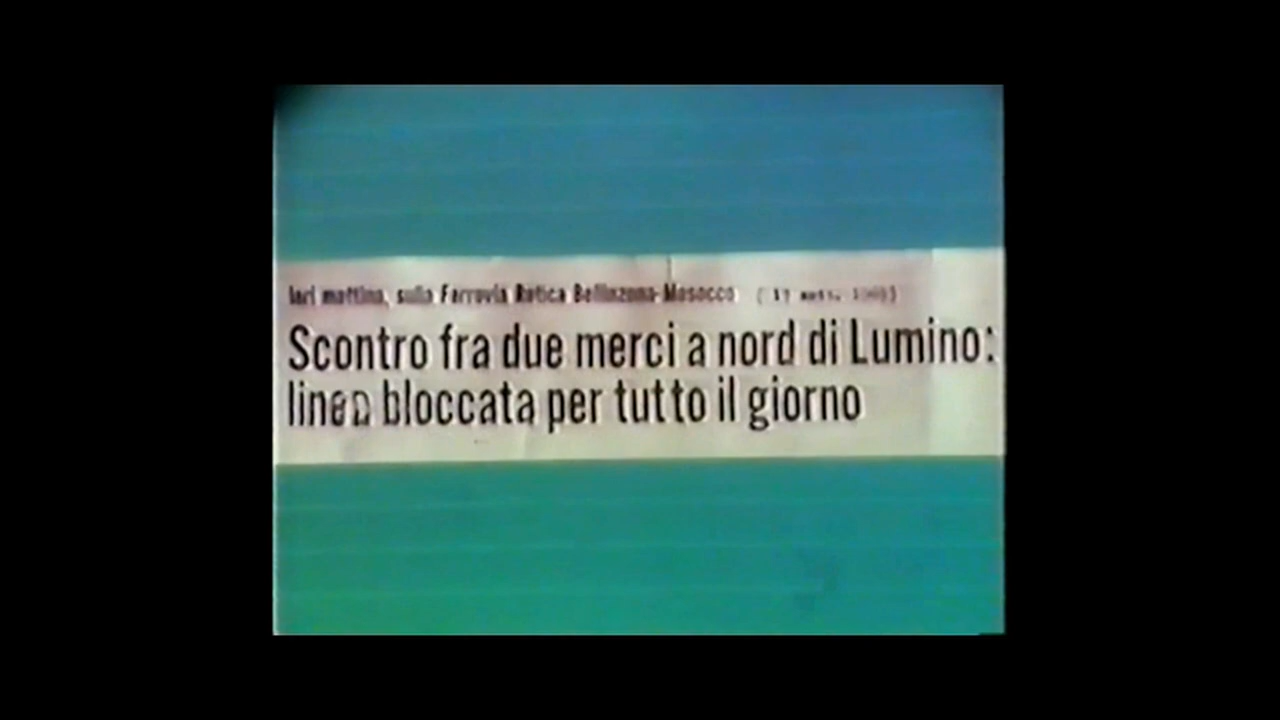 Ieri mattina, sulla Ferrovia Retica Bellinzona-Mesocco
Scontro fra due merci a nord di Lumino:
linea bloccata per tutto il giorno